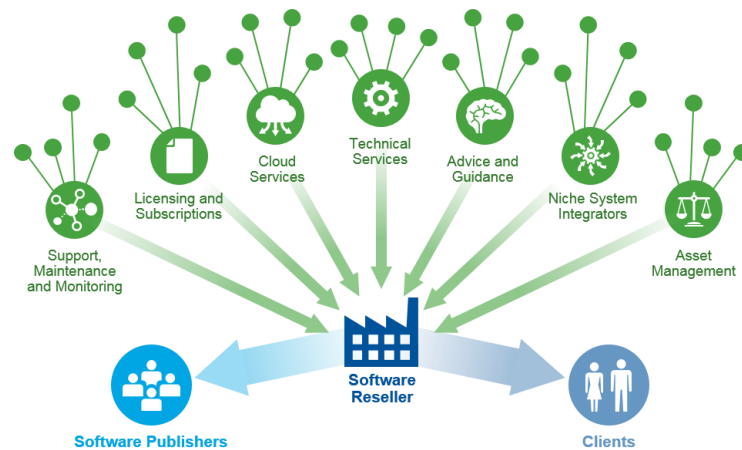 Technical
Services
Cloud
Services
Advice and
Guidance
Licensing and
Subscriptions
Niche System
Integrators
Support,
Maintenance
and Monitoring
Asset
Management
Software
Reseller
Software Publishers
Clients